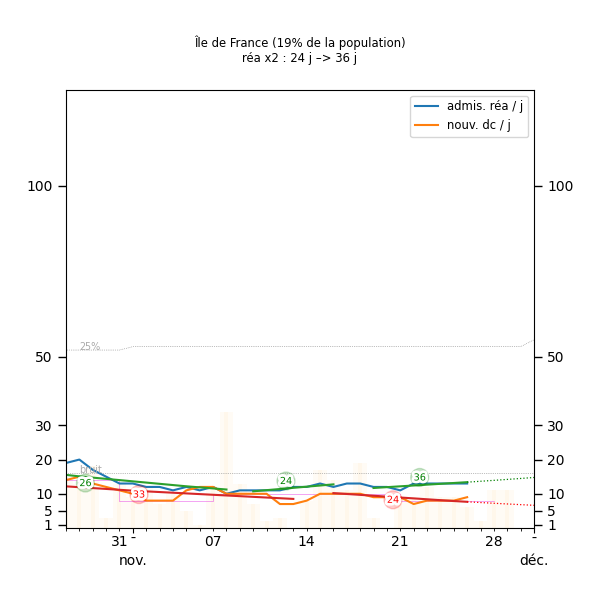 Île de France (19% de la population)
réa x2 : 24 j –> 36 j
admis. réa / j
nouv. dc / j
100 100
50 50
25%
30 30
20 20
bruit
26 33 24 24 36
10 10
5 5
1 1
31 - 07 14 21 28 -
nov. déc.